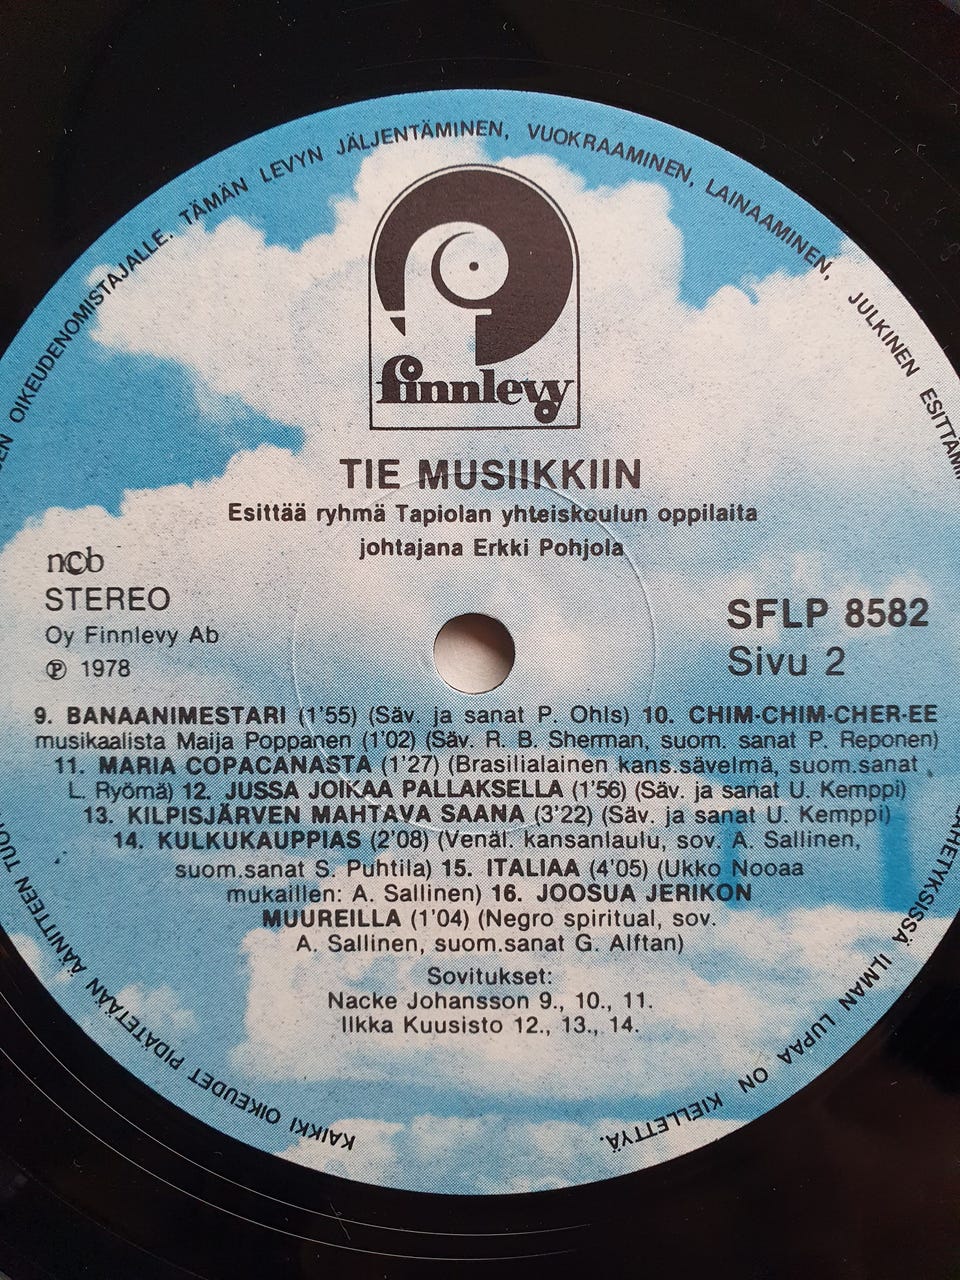 KAIKKI OIKEUDET PIDÄTETÄÄN ÄÄNITTEEN OIKEUDENOMISTAJALLE. TÄMÄN LEVYN JÄLJENTÄMINEN, VUOKRAAMINEN, LAINAAMINEN, JULKINEN ILMAN LUPAA ON KIELLETTYÄ.
finnlevy
TIE MUSIIKKIIN
Esittää ryhmä Tapiolan yhteiskoulun oppilaita
johtajana Erkki Pohjola
ncb
STEREO
Oy Finnlevy Ab
Ⓟ 1978
SFLP 8582
Sivu 2
9. BANAANIMESTARI (1'55) (Säv. ja sanat P. Ohls) 10. CHIM-CHIM-CHER-EE
musikaalista Maija Poppanen (1'02) (Säv. R. B. Sherman, suom. sanat P. Reponen)
11. MARIA COPACANASTA (1'27) (Brasilialainen kans.sävelmä, suom.sanat
L. Ryömä) 12. JUSSA JOIKAA PALLAKSELLA (1'56) (Säv. ja sanat U. Kemppi)
13. KILPISJÄRVEN MAHTAVA SAANA (3'22) (Säv. ja sanat U. Kemppi)
14. KULKUKAUPPIAS (2'08) (Venäl. kansanlaulu, sov. A. Sallinen,
suom.sanat S. Puhtila) 15. ITALIAA (4'05) (Ukko Nooaa
mukaillen: A. Sallinen) 16. JOOSUA JERIKON
MUUREILLA (1'04) (Negro spiritual, sov.
A. Sallinen, suom.sanat G. Alftan)
Sovitukset:
Nacke Johansson 9., 10., 11.
Ilkka Kuusisto 12., 13., 14.